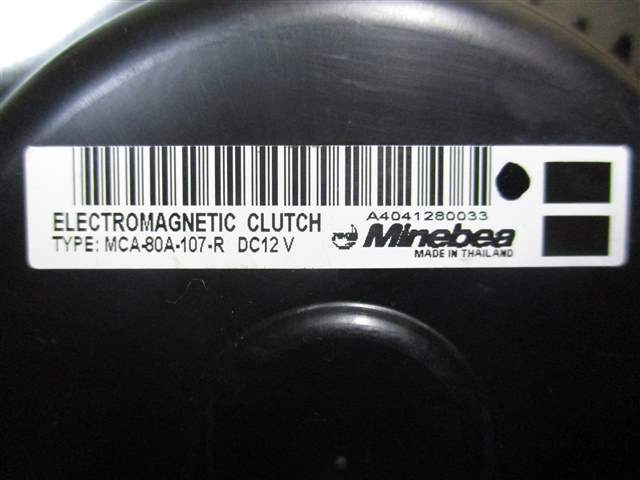 A4041280033
ELECTROMAGNETIC CLUTCH
TYPE: MCA-80A-107-R DC12 V
Minebea
MADE IN THAILAND